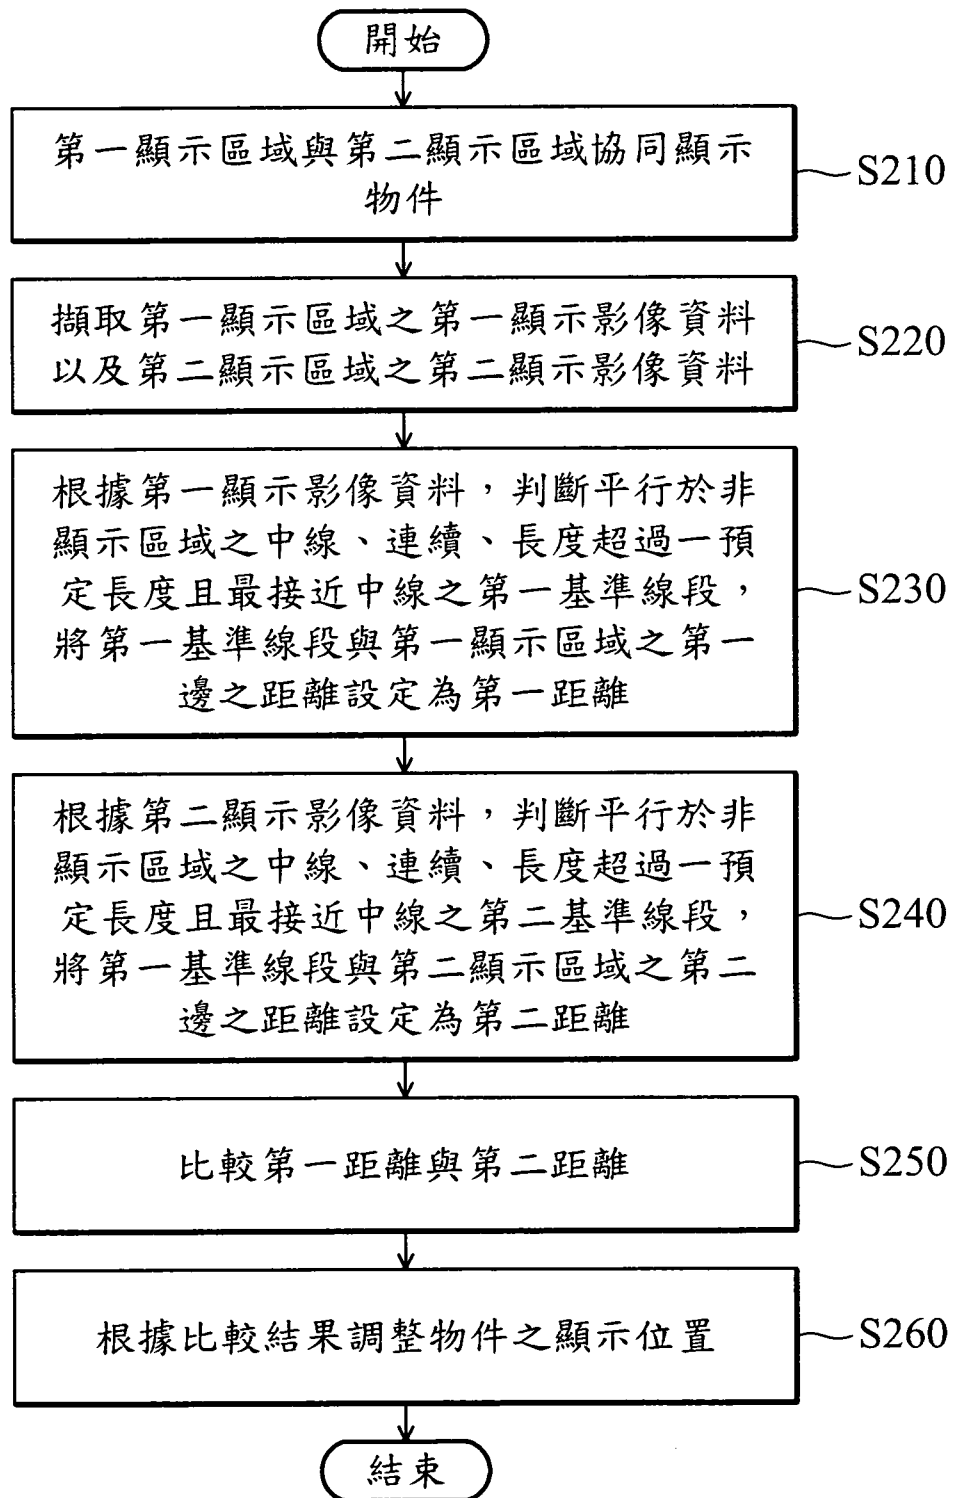 開始
第一顯示區域與第二顯示區域協同顯示
物件
S210
擷取第一顯示區域之第一顯示影像資料
以及第二顯示區域之第二顯示影像資料
S220
根據第一顯示影像資料，判斷平行於非
顯示區域之中線、連續、長度超過一預
定長度且最接近中線之第一基準線段，
將第一基準線段與第一顯示區域之第一
邊之距離設定為第一距離
S230
根據第二顯示影像資料，判斷平行於非
顯示區域之中線、連續、長度超過一預
定長度且最接近中線之第二基準線段，
將第一基準線段與第二顯示區域之第二
邊之距離設定為第二距離
S240
比較第一距離與第二距離
S250
根據比較結果調整物件之顯示位置
S260
結束